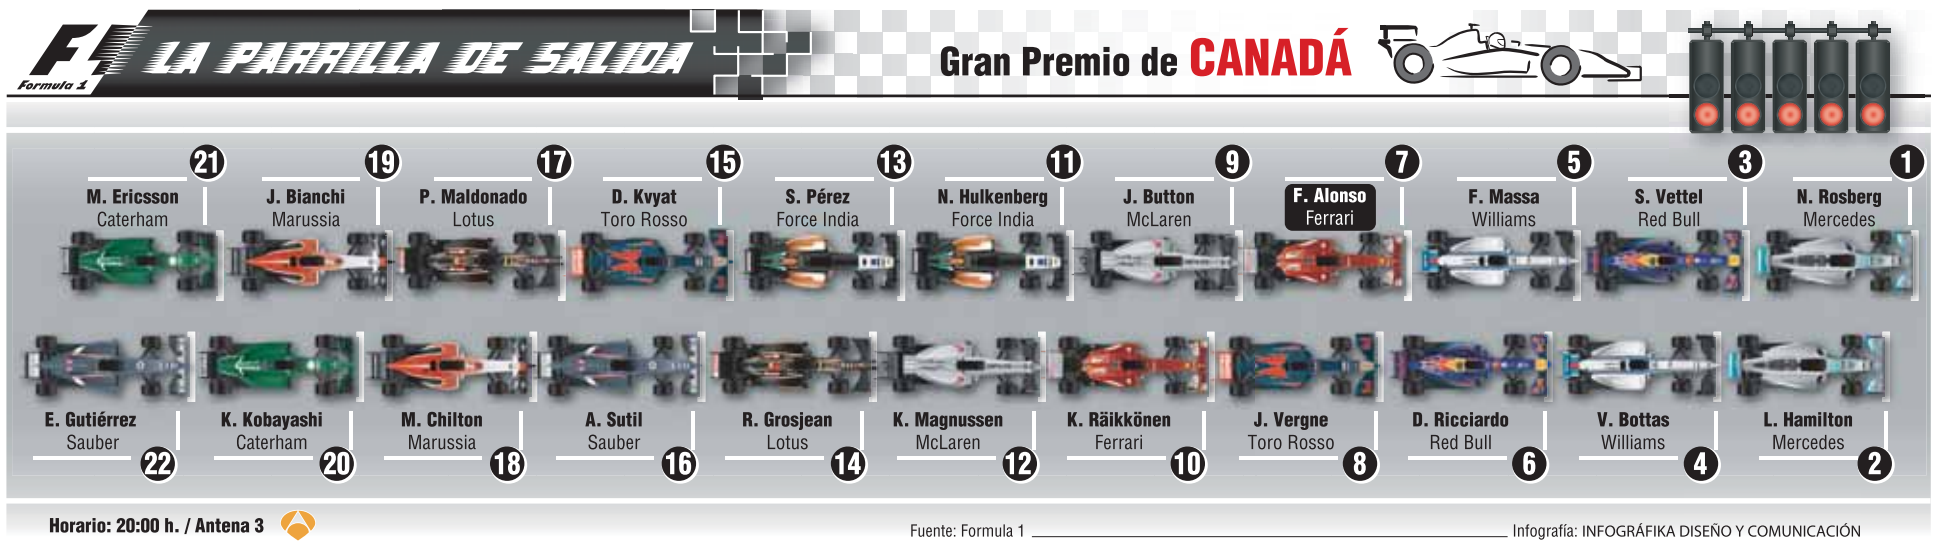 F1
Formula 1
LA PARRILLA DE SALIDA
Gran Premio de CANADÁ
21
M. Ericsson
Caterham
19
J. Bianchi
Marussia
17
P. Maldonado
Lotus
15
D. Kvyat
Toro Rosso
13
S. Pérez
Force India
11
N. Hulkenberg
Force India
9
J. Button
McLaren
7
F. Alonso
Ferrari
5
F. Massa
Williams
3
S. Vettel
Red Bull
1
N. Rosberg
Mercedes
E. Gutiérrez
Sauber
22
K. Kobayashi
Caterham
20
M. Chilton
Marussia
18
A. Sutil
Sauber
16
R. Grosjean
Lotus
14
K. Magnussen
McLaren
12
K. Räikkönen
Ferrari
10
J. Vergne
Toro Rosso
8
D. Ricciardo
Red Bull
6
V. Bottas
Williams
4
L. Hamilton
Mercedes
2
Horario: 20:00 h. / Antena 3
Fuente: Formula 1
Infografía: INFOGRÁFIKA DISEÑO Y COMUNICACIÓN